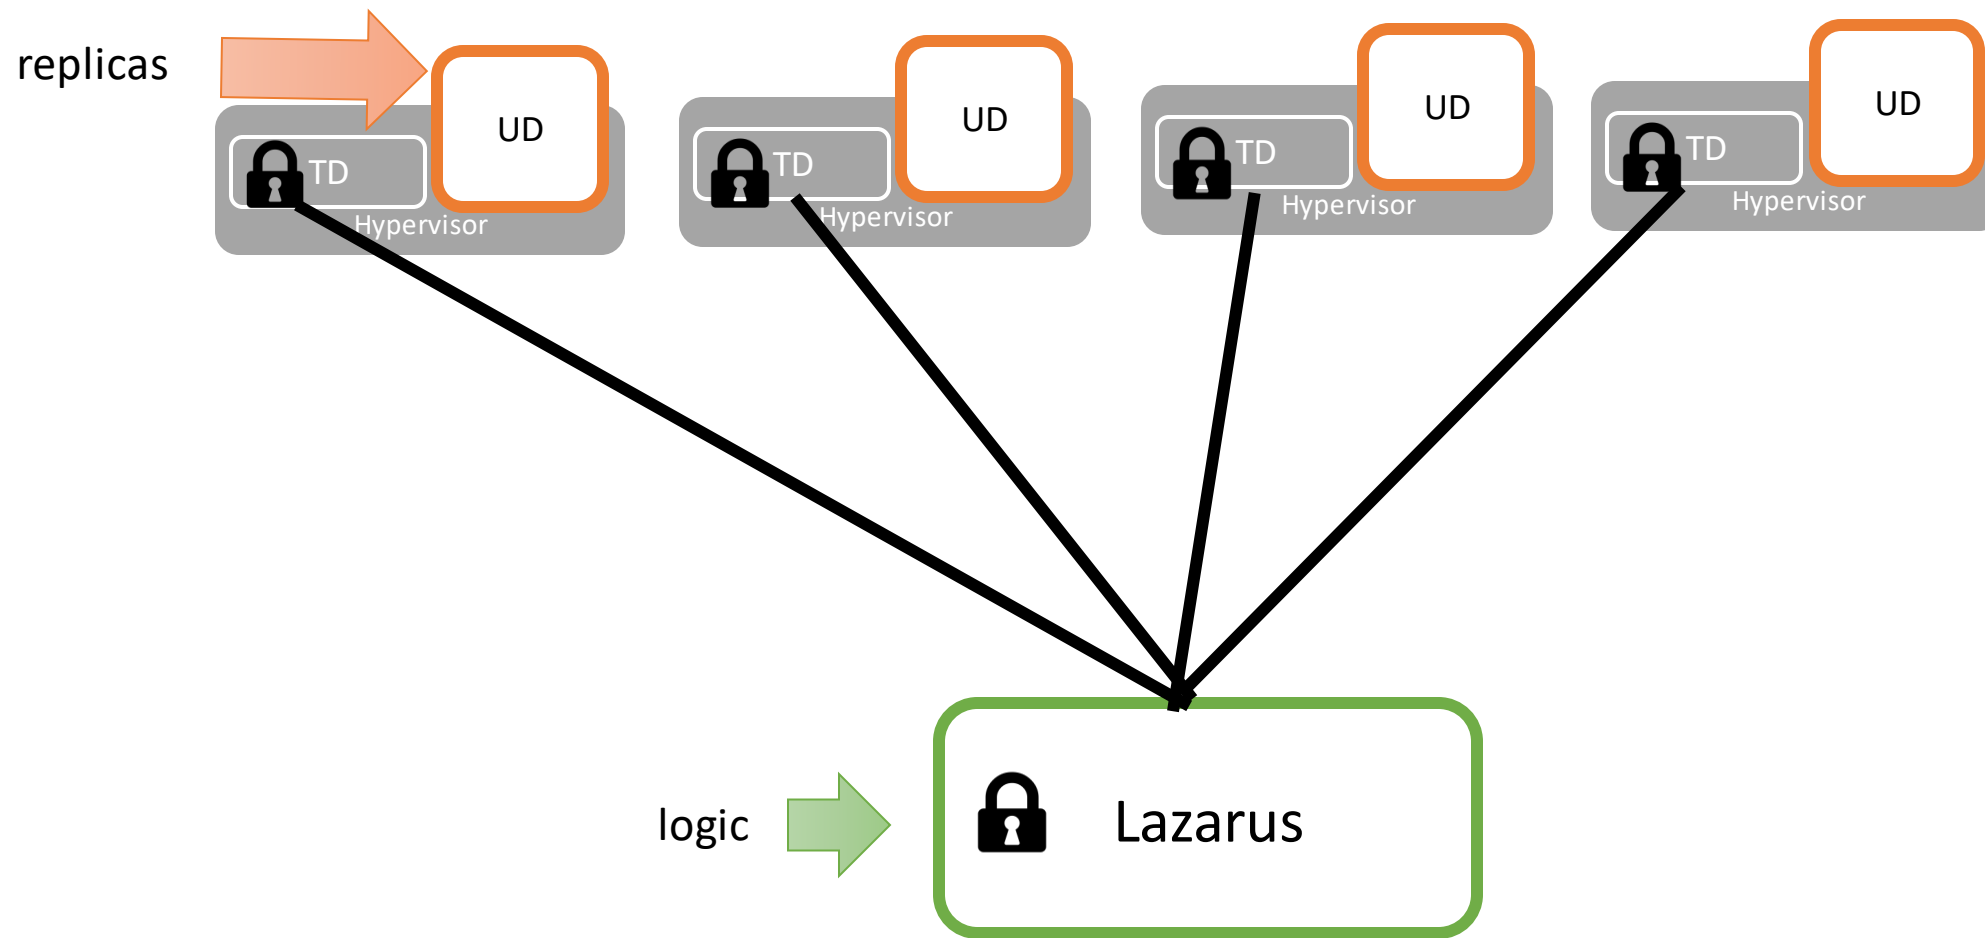 replicas
UD
TD
Hypervisor
UD
TD
Hypervisor
UD
TD
Hypervisor
UD
TD
Hypervisor
logic
Lazarus